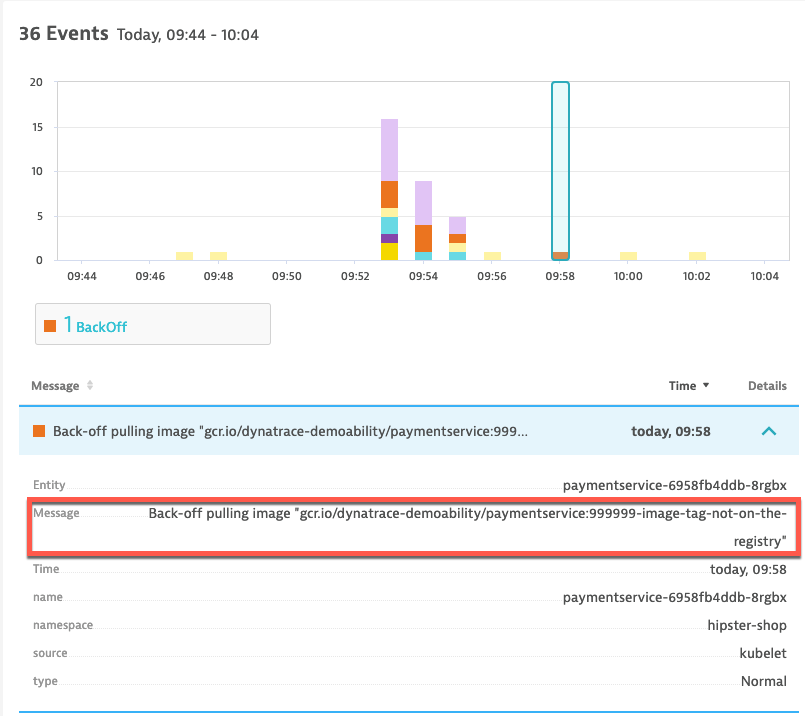 36 Events Today, 09:44 - 10:04
20
15
10
5
0
09:44 09:46 09:48 09:50 09:52 09:54 09:56 09:58 10:00 10:02 10:04
1 BackOff
Message Time Details
Back-off pulling image "gcr.io/dynatrace-demoability/paymentservice:999... today, 09:58
Entity paymentservice-6958fb4ddb-8rgbx
Message Back-off pulling image "gcr.io/dynatrace-demoability/paymentservice:999999-image-tag-not-on-the-
registry"
Time today, 09:58
name paymentservice-6958fb4ddb-8rgbx
namespace hipster-shop
source kubelet
type Normal